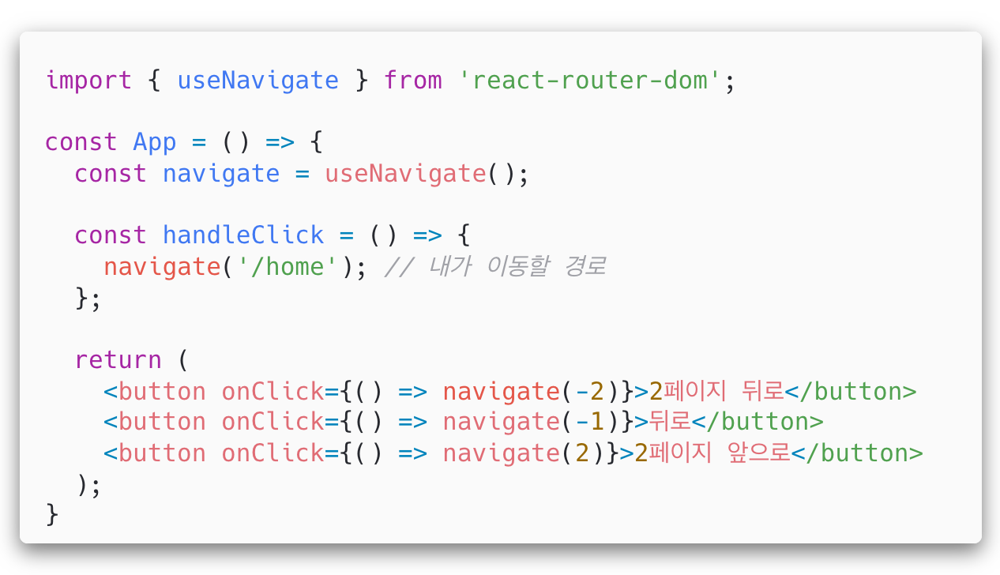 import { useNavigate } from 'react-router-dom';

const App = () => {
  const navigate = useNavigate();

  const handleClick = () => {
    navigate('/home'); // 내가 이동할 경로
  };

  return (
    <button onClick={() => navigate(-2)}>2페이지 뒤로</button>
    <button onClick={() => navigate(-1)}>뒤로</button>
    <button onClick={() => navigate(2)}>2페이지 앞으로</button>
  );
}